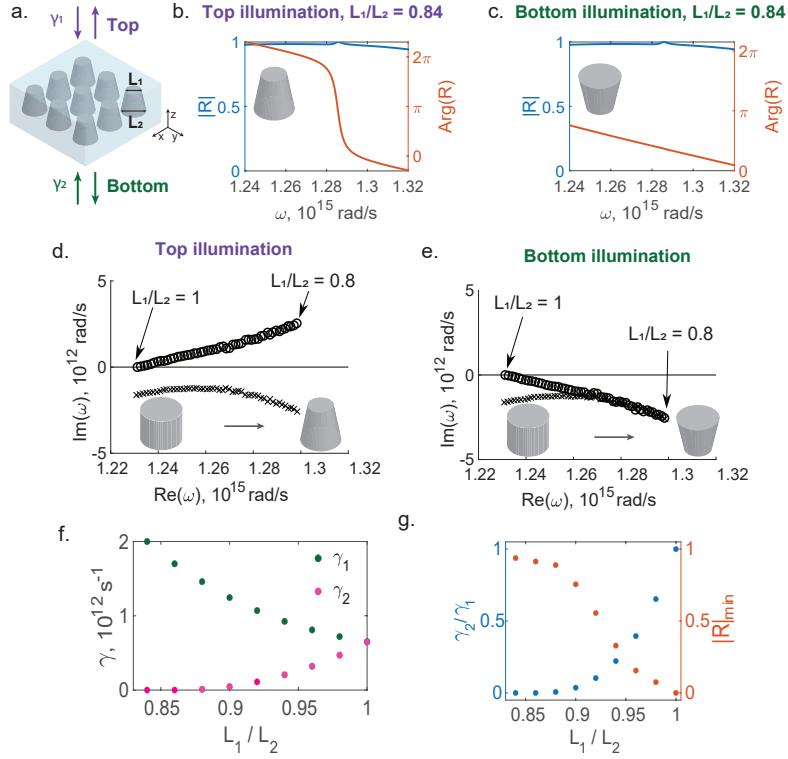 a.
γ₁
Top
L₁
L₂
z
x
y
γ₂
Bottom
b.
Top illumination, L₁/L₂ = 0.84
1
0.5
0
|R|
2π
π
0
Arg(R)
1.24
1.26
1.28
1.3
1.32
ω, 10¹⁵ rad/s
c.
Bottom illumination, L₁/L₂ = 0.84
1
0.5
0
|R|
2π
π
0
Arg(R)
1.24
1.26
1.28
1.3
1.32
ω, 10¹⁵ rad/s
d.
Top illumination
L₁/L₂ = 1
L₁/L₂ = 0.8
5
0
-5
Im(ω), 10¹² rad/s
1.22
1.24
1.26
1.28
1.3
1.32
Re(ω), 10¹⁵ rad/s
e.
Bottom illumination
L₁/L₂ = 1
L₁/L₂ = 0.8
5
0
-5
Im(ω), 10¹² rad/s
1.22
1.24
1.26
1.28
1.3
1.32
Re(ω), 10¹⁵ rad/s
f.
2
1
0
γ, 10¹² s⁻¹
γ₁
γ₂
0.85
0.9
0.95
1
L₁ / L₂
g.
1
0.5
0
γ₂/γ₁
1
0.5
0
|R|min
0.85
0.9
0.95
1
L₁ / L₂